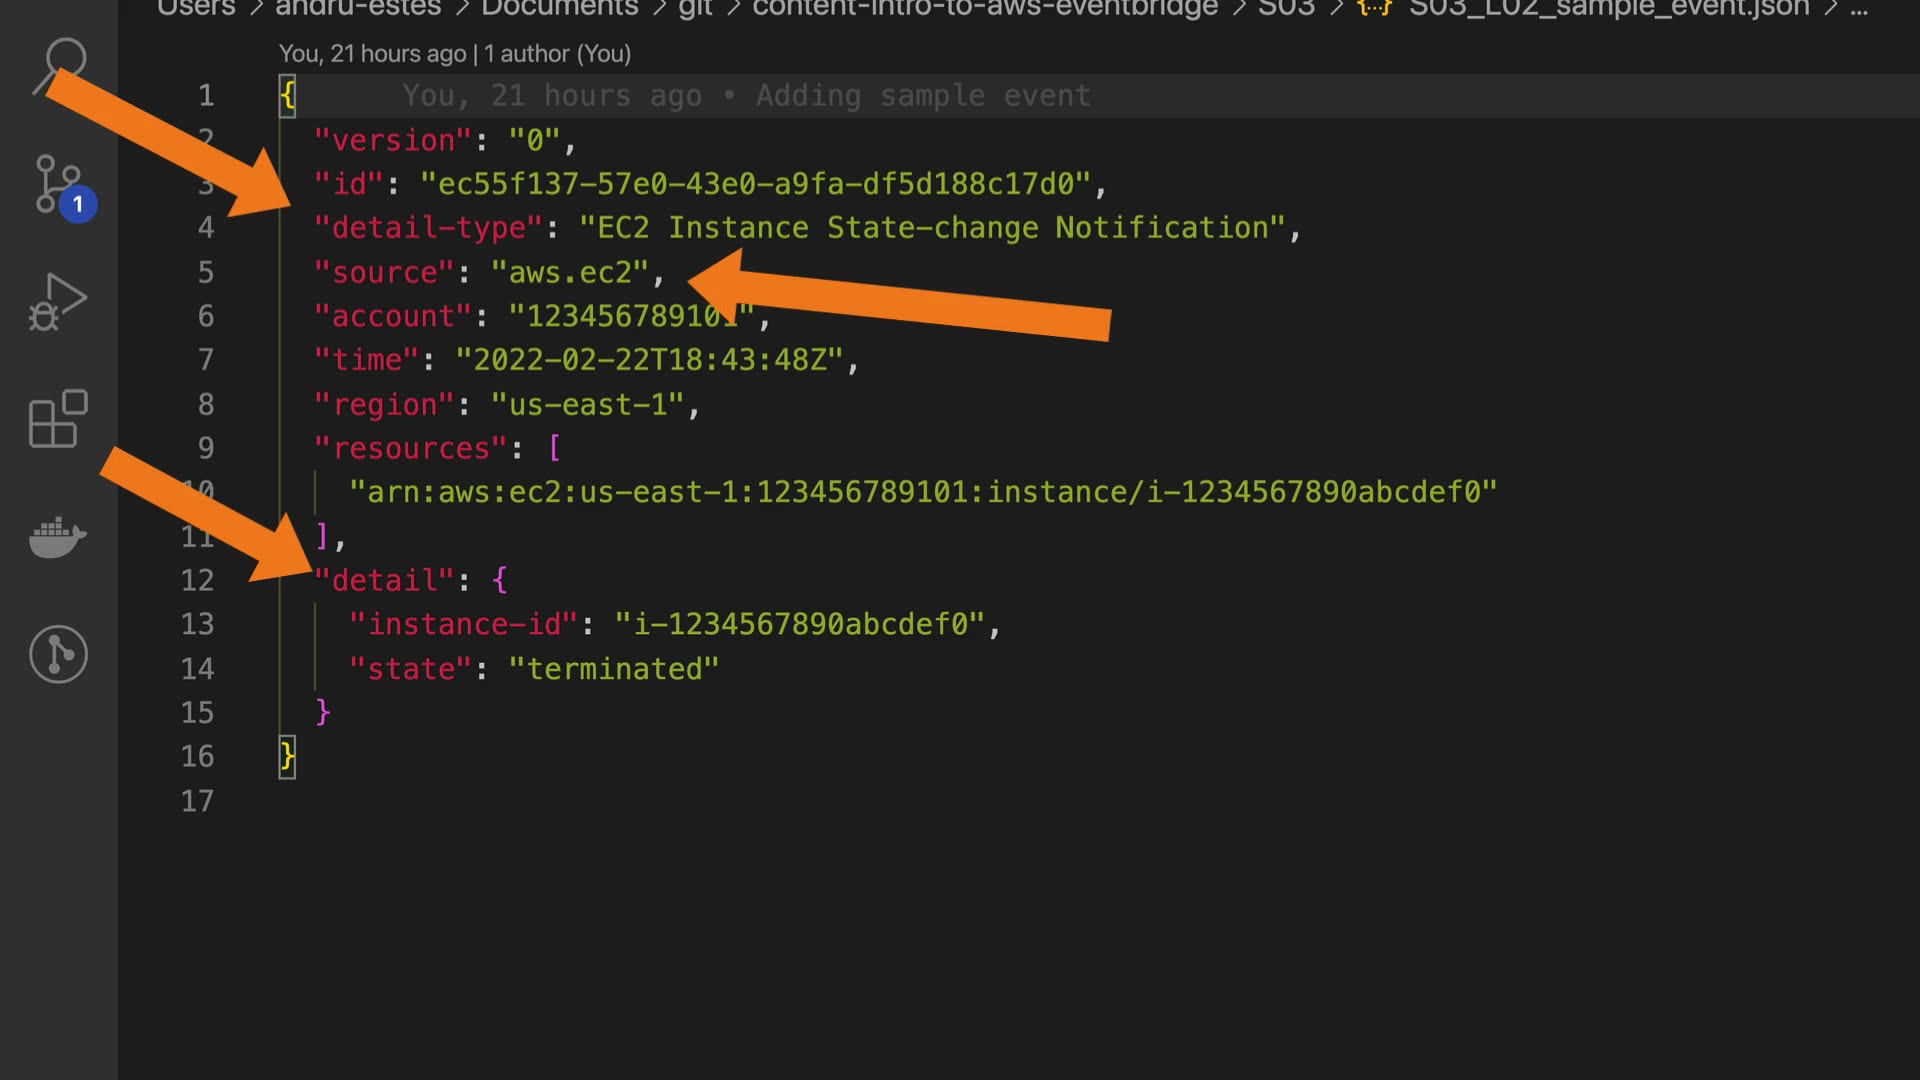 Users > andru-estes > Documents > git > content-intro-to-aws-eventbridge > S03 > {..} S03_L02_sample_event.json > ...
You, 21 hours ago | 1 author (You)
1 { You, 21 hours ago • Adding sample event
2 "version": "0",
3 "id": "ec55f137-57e0-43e0-a9fa-df5d188c17d0",
4 "detail-type": "EC2 Instance State-change Notification",
5 "source": "aws.ec2",
6 "account": "123456789101",
7 "time": "2022-02-22T18:43:48Z",
8 "region": "us-east-1",
9 "resources": [
10 "arn:aws:ec2:us-east-1:123456789101:instance/i-1234567890abcdef0"
11 ],
12 "detail": {
13 "instance-id": "i-1234567890abcdef0",
14 "state": "terminated"
15 }
16 }
17
1